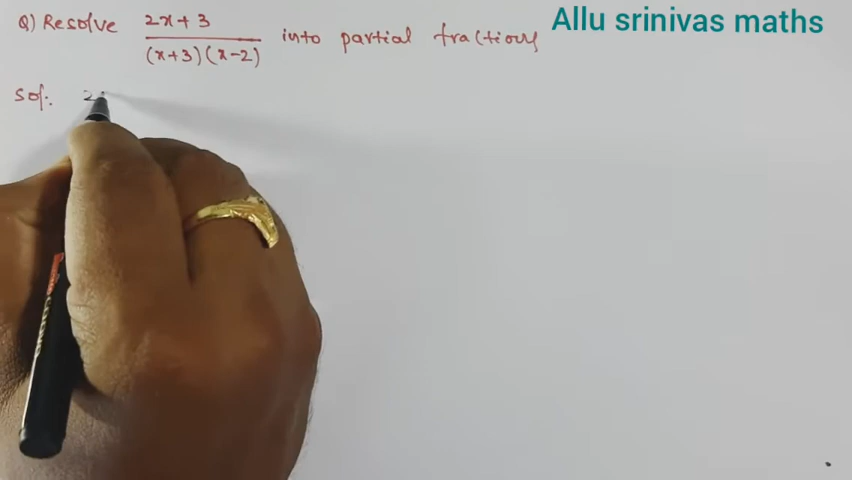 Allu srinivas maths
Q) Resolve 2x+3 / (x+3)(x-2) into partial fractions
Sol: